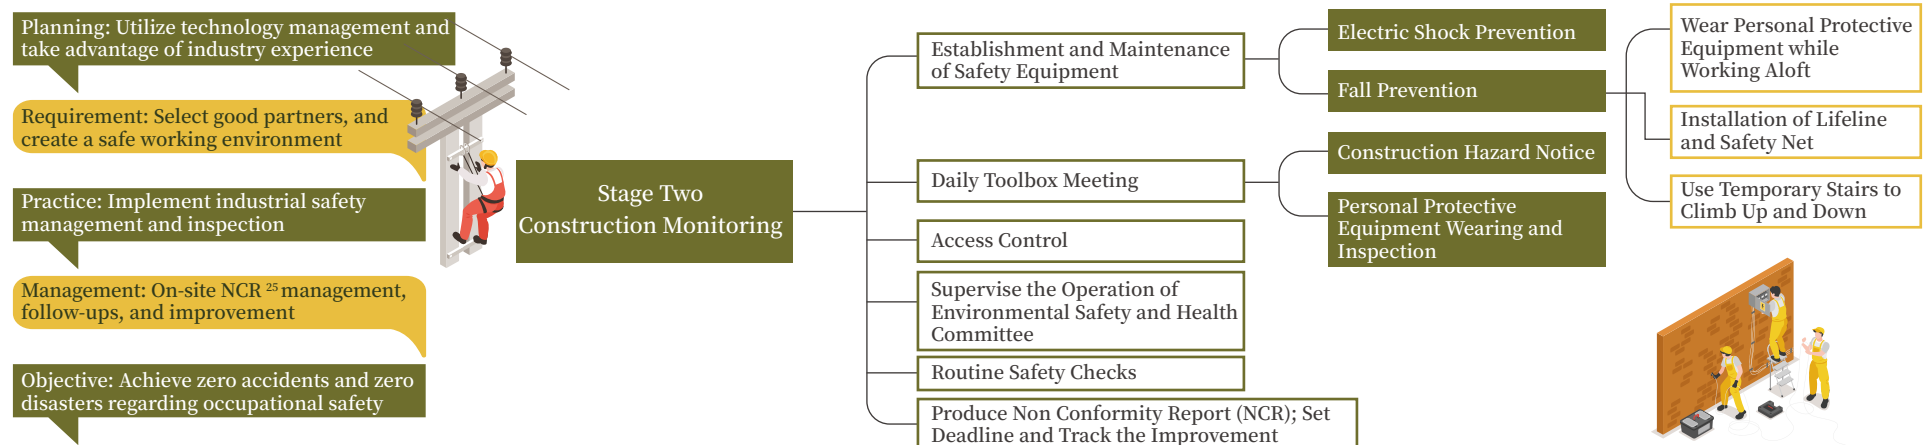 Planning: Utilize technology management and
take advantage of industry experience
Requirement: Select good partners, and
create a safe working environment
Practice: Implement industrial safety
management and inspection
Management: On-site NCR 25 management,
follow-ups, and improvement
Objective: Achieve zero accidents and zero
disasters regarding occupational safety
Stage Two
Construction Monitoring
Establishment and Maintenance
of Safety Equipment
Daily Toolbox Meeting
Access Control
Supervise the Operation of
Environmental Safety and Health
Committee
Routine Safety Checks
Produce Non Conformity Report (NCR); Set
Deadline and Track the Improvement
Electric Shock Prevention
Fall Prevention
Construction Hazard Notice
Personal Protective
Equipment Wearing and
Inspection
Wear Personal Protective
Equipment while
Working Aloft
Installation of Lifeline
and Safety Net
Use Temporary Stairs to
Climb Up and Down